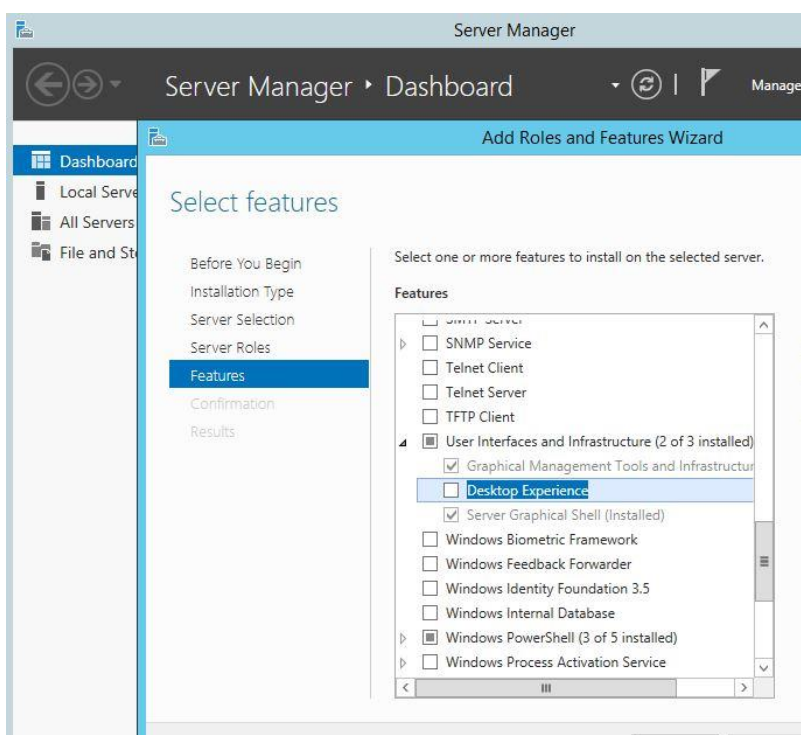 Server Manager
Server Manager • Dashboard
Manage
Add Roles and Features Wizard
Dashboard
Local Serve
All Servers
File and Sto
Select features
Before You Begin
Installation Type
Server Selection
Server Roles
Features
Confirmation
Results
Select one or more features to install on the selected server.
Features
SMTP Server
SNMP Service
Telnet Client
Telnet Server
TFTP Client
User Interfaces and Infrastructure (2 of 3 installed)
Graphical Management Tools and Infrastructur
Desktop Experience
Server Graphical Shell (Installed)
Windows Biometric Framework
Windows Feedback Forwarder
Windows Identity Foundation 3.5
Windows Internal Database
Windows PowerShell (3 of 5 installed)
Windows Process Activation Service